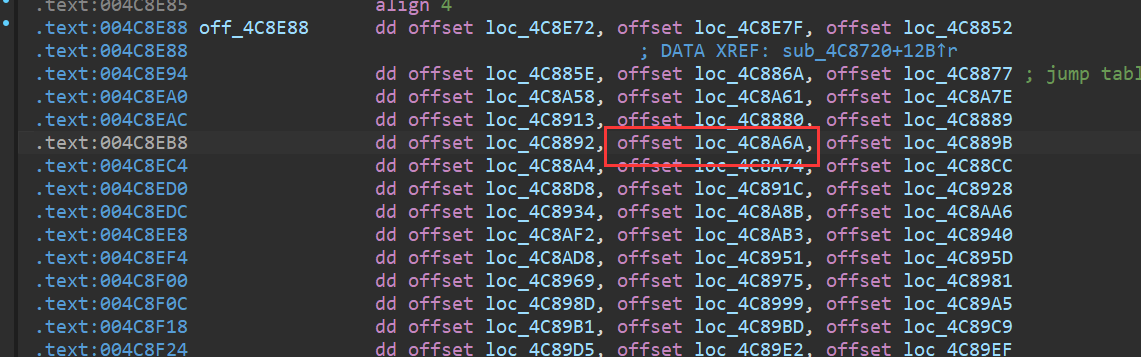 .text:004C8E85 align 4
.text:004C8E88 off_4C8E88 dd offset loc_4C8E72, offset loc_4C8E7F, offset loc_4C8852
.text:004C8E88 ; DATA XREF: sub_4C8720+12B↑r
.text:004C8E94 dd offset loc_4C885E, offset loc_4C886A, offset loc_4C8877 ; jump tabl
.text:004C8EA0 dd offset loc_4C8A58, offset loc_4C8A61, offset loc_4C8A7E
.text:004C8EAC dd offset loc_4C8913, offset loc_4C8880, offset loc_4C8889
.text:004C8EB8 dd offset loc_4C8892, offset loc_4C8A6A, offset loc_4C889B
.text:004C8EC4 dd offset loc_4C88A4, offset loc_4C8A74, offset loc_4C88CC
.text:004C8ED0 dd offset loc_4C88D8, offset loc_4C891C, offset loc_4C8928
.text:004C8EDC dd offset loc_4C8934, offset loc_4C8A8B, offset loc_4C8AA6
.text:004C8EE8 dd offset loc_4C8AF2, offset loc_4C8AB3, offset loc_4C8940
.text:004C8EF4 dd offset loc_4C8AD8, offset loc_4C8951, offset loc_4C895D
.text:004C8F00 dd offset loc_4C8969, offset loc_4C8975, offset loc_4C8981
.text:004C8F0C dd offset loc_4C898D, offset loc_4C8999, offset loc_4C89A5
.text:004C8F18 dd offset loc_4C89B1, offset loc_4C89BD, offset loc_4C89C9
.text:004C8F24 dd offset loc_4C89D5, offset loc_4C89E2, offset loc_4C89EF